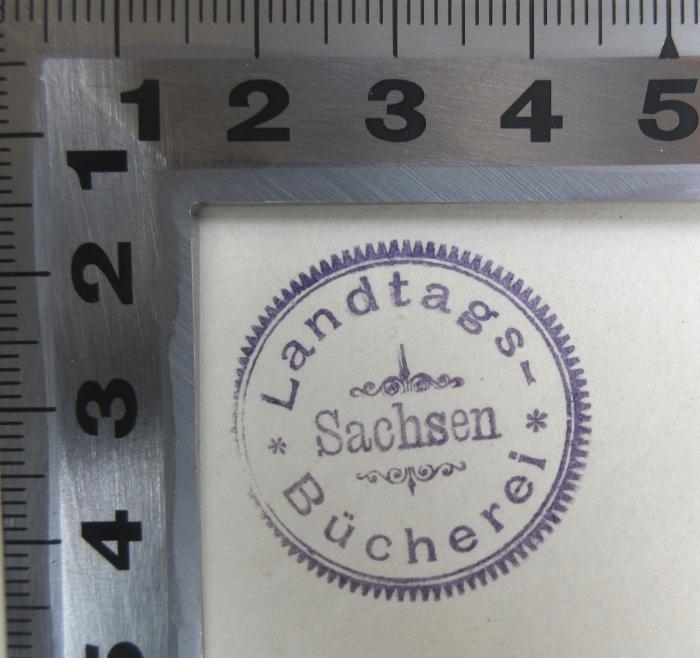 1 2 3 4 5
1
2
3
4
Landtags-
* Sachsen *
Bücherei